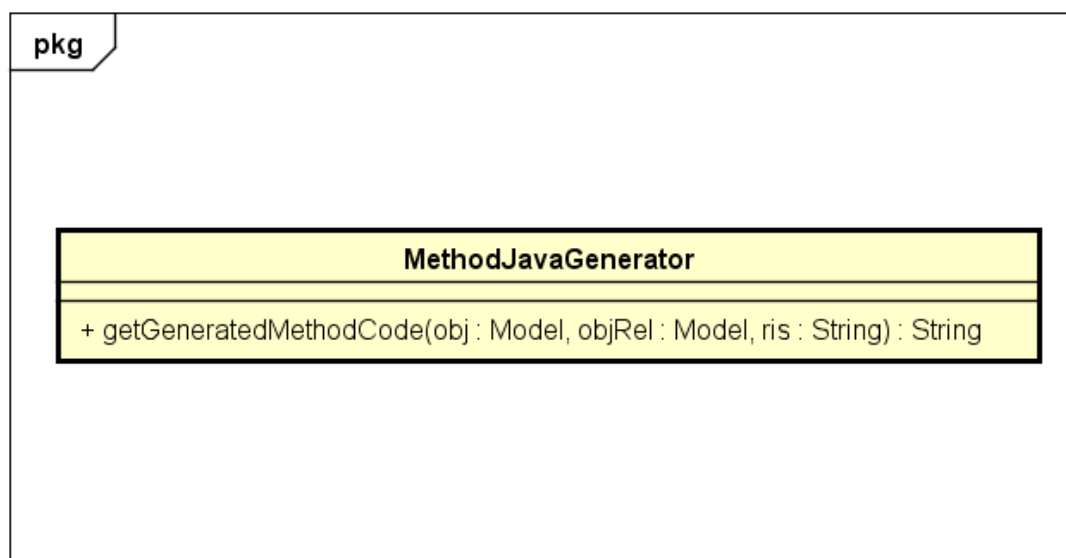 pkg
MethodJavaGenerator
+ getGeneratedMethodCode(obj : Model, objRel : Model, ris : String) : String